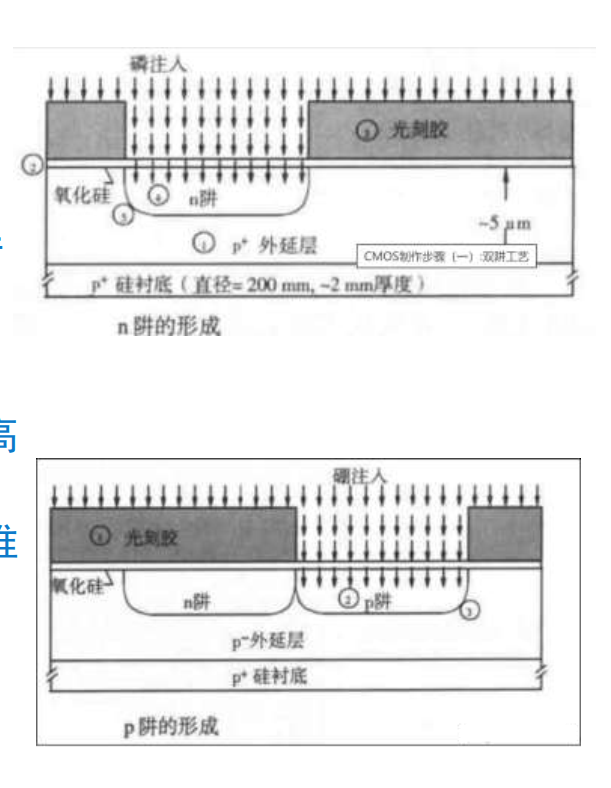 磷注入
③ 光刻胶
②
氧化硅
④
n阱
⑤
~5 μm
① p⁺ 外延层
CMOS制作步骤（一）:双阱工艺
p⁺ 硅衬底（直径= 200 mm, ~2 mm厚度）
n 阱的形成
高
准
硼注入
① 光刻胶
氧化硅
n阱
② p阱
③
p⁻外延层
p⁺ 硅衬底
p 阱的形成